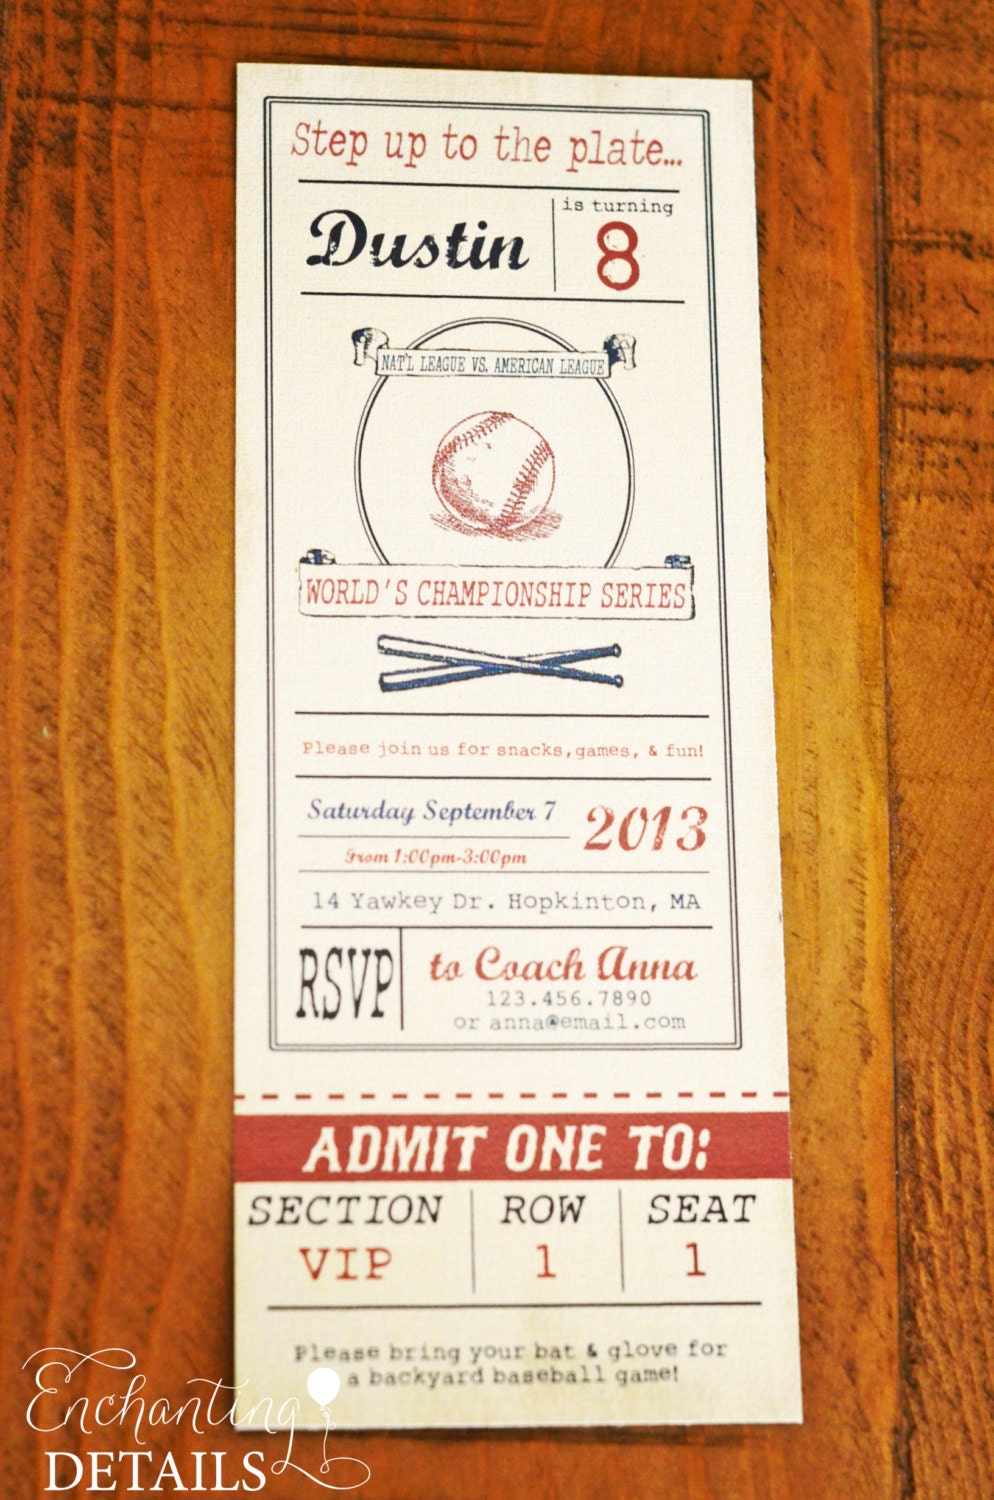 Step up to the plate...
Dustin
is turning
8
NAT'L LEAGUE VS. AMERICAN LEAGUE
WORLD'S CHAMPIONSHIP SERIES
Please join us for snacks, games, & fun!
Saturday September 7
2013
From 1:00pm-3:00pm
14 Yawkey Dr. Hopkinton, MA
RSVP
to Coach Anna
123.456.7890
or anna@email.com
ADMIT ONE TO:
SECTION ROW SEAT
VIP 1 1
Please bring your bat & glove for
a backyard baseball game!
Enchanting
DETAILS